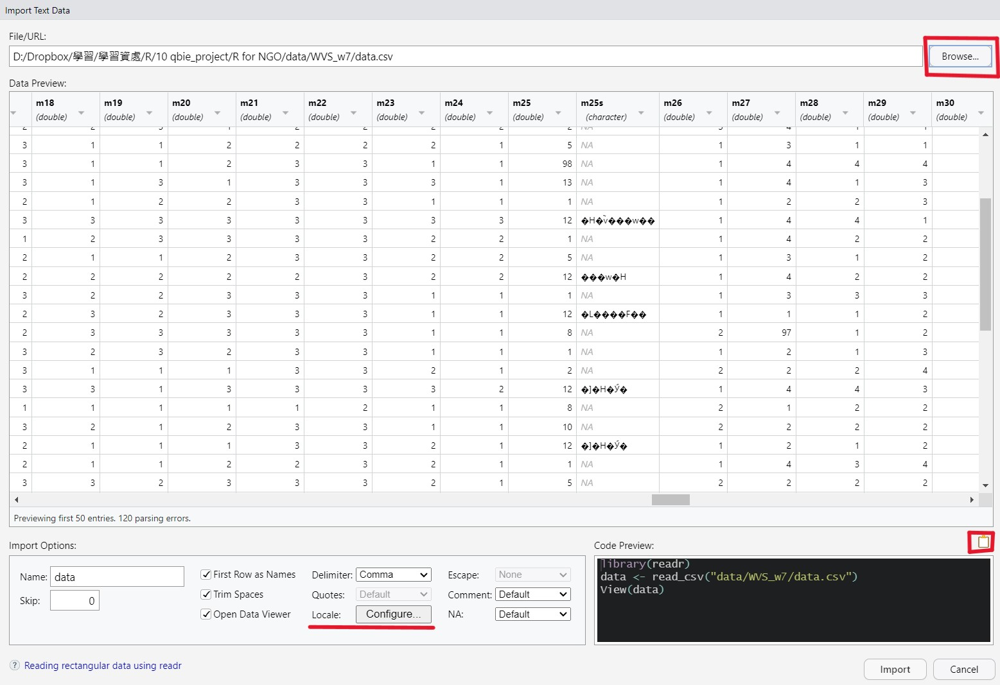 Import Text Data
File/URL:
D:/Dropbox/學習/學習資處/R/10 qbie_project/R for NGO/data/WVS_w7/data.csv
Browse...
Data Preview:
m18 m19 m20 m21 m22 m23 m24 m25 m25s m26 m27 m28 m29 m30
(double) (double) (double) (double) (double) (double) (double) (double) (character) (double) (double) (double) (double) (double)
3 1 1 2 2 2 2 1 5 NA 1 3 1 1
3 1 1 2 3 3 1 1 98 NA 1 4 4 4
3 1 3 1 3 3 3 1 13 NA 1 4 1 3
2 1 2 2 3 3 1 1 1 NA 1 2 2 3
3 3 3 3 3 3 3 3 12 �H�ṽ���w�� 1 4 4 1
1 2 3 3 3 3 2 2 1 NA 1 4 2 2
2 1 1 2 3 3 2 2 5 NA 1 3 1 2
2 2 2 2 2 3 2 2 12 ���w�H 1 4 2 2
3 2 2 3 3 3 1 1 1 NA 1 3 3 3
2 3 2 3 3 3 1 1 12 �L����F�� 1 1 1 2
2 3 3 3 3 3 1 1 8 NA 2 97 1 2
3 2 3 2 3 3 1 1 1 NA 1 2 1 3
3 1 1 1 3 3 2 1 2 NA 2 2 2 4
3 3 1 3 3 3 3 2 12 �]�H�Ӳ� 1 4 4 3
1 1 1 1 1 2 1 1 8 NA 2 1 2 2
3 2 1 2 3 3 1 1 10 NA 2 2 2 2
2 1 1 1 3 3 2 1 12 �]�H�Ӳ� 1 2 1 2
2 1 1 2 2 3 2 1 1 NA 1 4 3 4
3 3 2 3 3 3 2 1 5 NA 2 2 2 2
Previewing first 50 entries. 120 parsing errors.
Import Options:
Name: data
Skip: 0
First Row as Names
Trim Spaces
Open Data Viewer
Delimiter: Comma
Quotes: Default
Locale: Configure...
Escape: None
Comment: Default
NA: Default
Code Preview:
library(readr)
data <- read_csv("data/WVS_w7/data.csv")
View(data)
? Reading rectangular data using readr
Import
Cancel